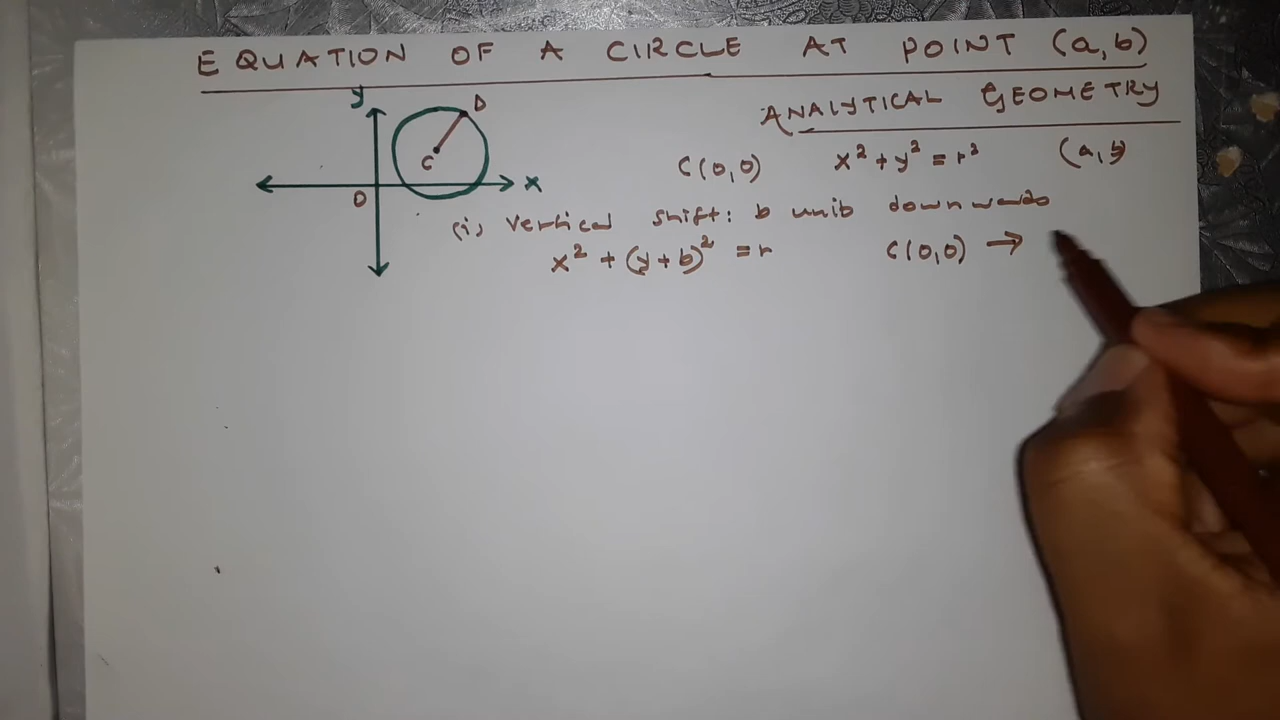 EQUATION OF A CIRCLE AT POINT (a,b)
ANALYTICAL GEOMETRY
y
D
C
x
O
C(0,0) x² + y² = r² (a,b)
(i) vertical shift: b units downwards
x² + (y+b)² = r C(0,0) →